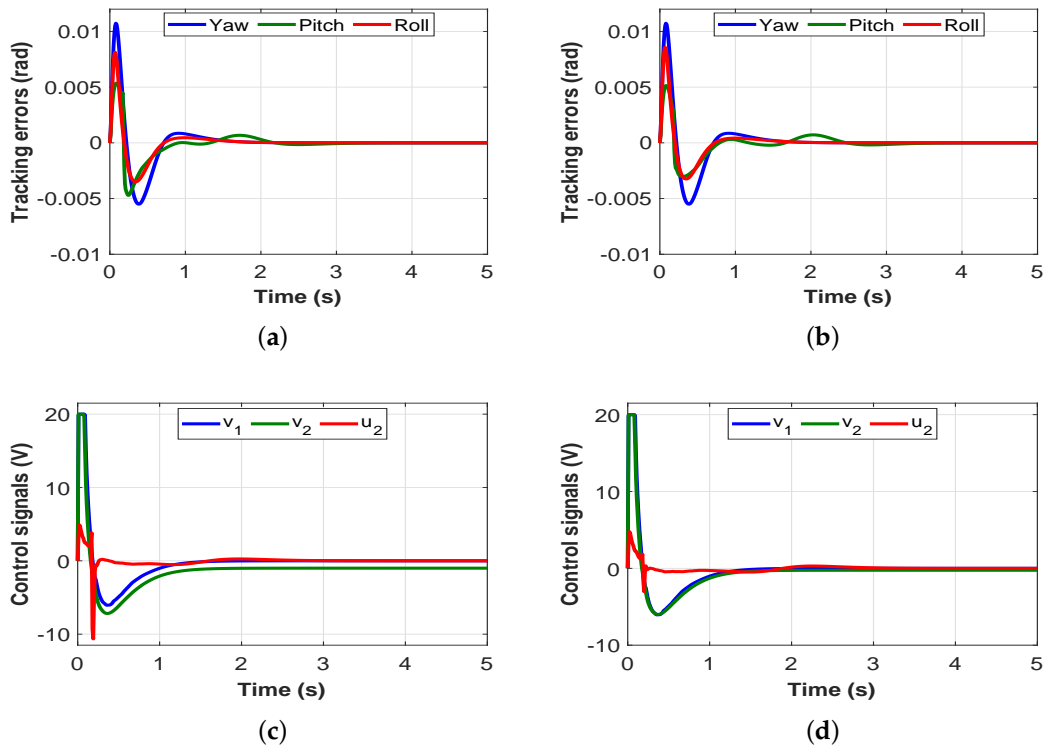 Yaw Pitch Roll
Tracking errors (rad)
0.01
0.005
0
-0.005
-0.01
0 1 2 3 4 5
Time (s)
(a)
Yaw Pitch Roll
Tracking errors (rad)
0.01
0.005
0
-0.005
-0.01
0 1 2 3 4 5
Time (s)
(b)
v1 v2 u2
Control signals (V)
20
10
0
-10
0 1 2 3 4 5
Time (s)
(c)
v1 v2 u2
Control signals (V)
20
10
0
-10
0 1 2 3 4 5
Time (s)
(d)